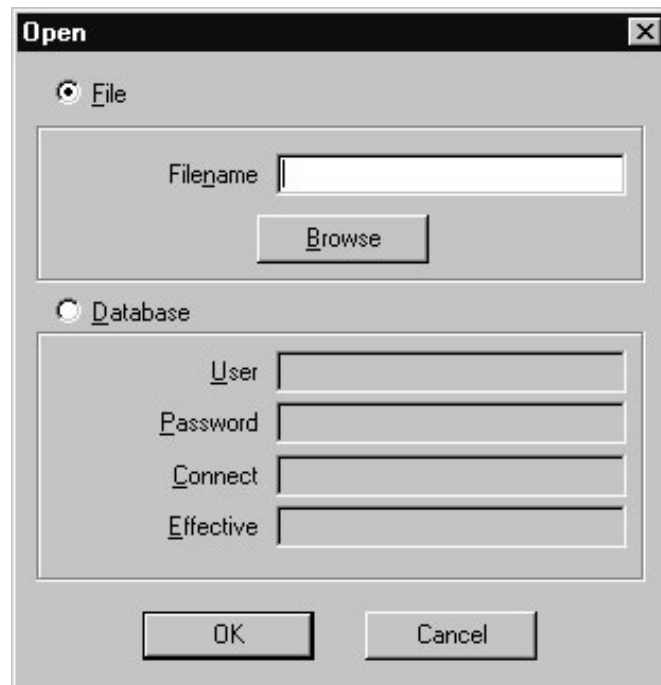 Open
File
Filename
Browse
Database
User
Password
Connect
Effective
OK Cancel